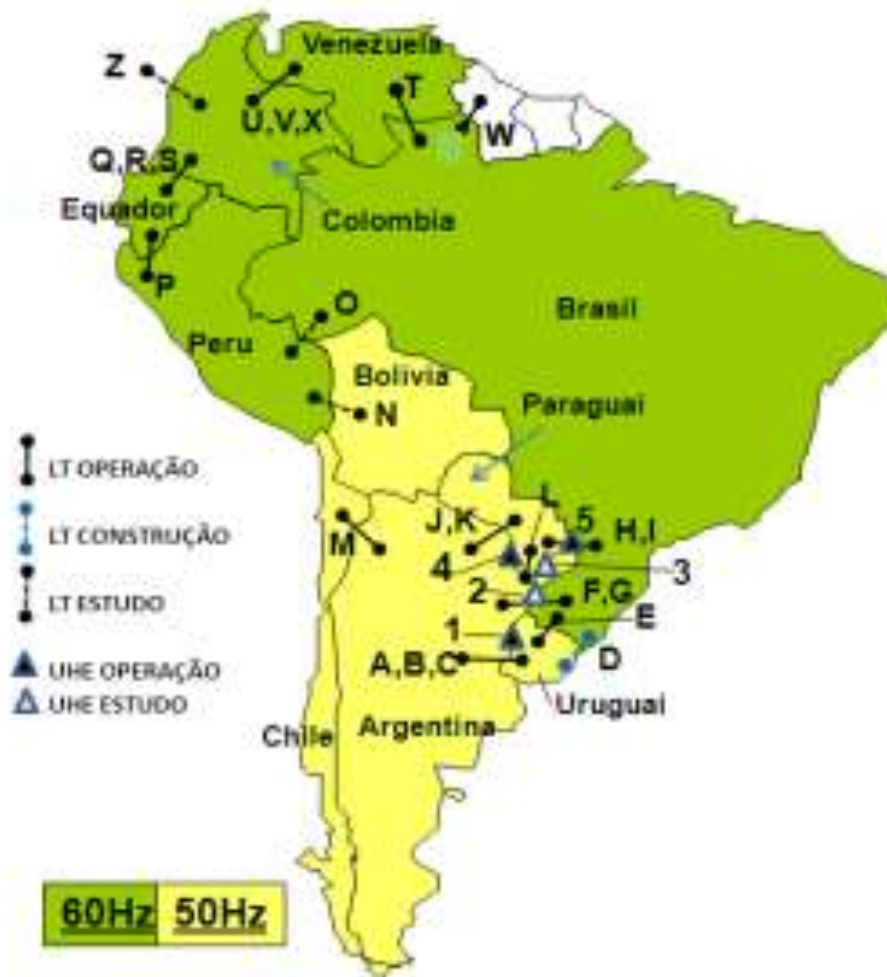 Venezuela
Z
T
U,V,X
W
Q,R,S
Equador
Colombia
P
O
Brasil
Peru
Bolivia
N
Paraguai
LT OPERAÇÃO
L
J,K
5
H,I
LT CONSTRUÇÃO
M
4
3
LT ESTUDO
2
F,G
1
E
UHE OPERAÇÃO
A,B,C
D
UHE ESTUDO
Uruguai
Chile
Argentina
60Hz 50Hz